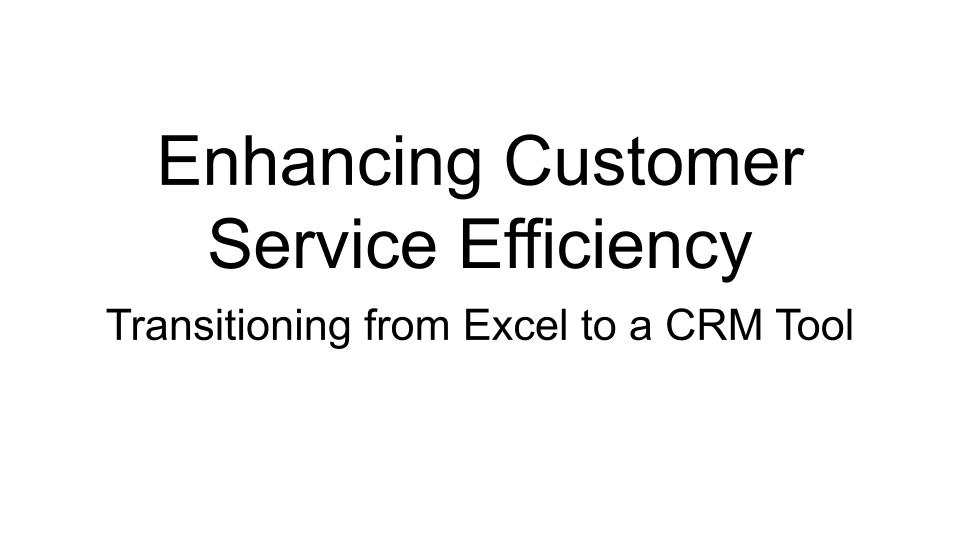 Enhancing Customer
Service Efficiency
Transitioning from Excel to a CRM Tool